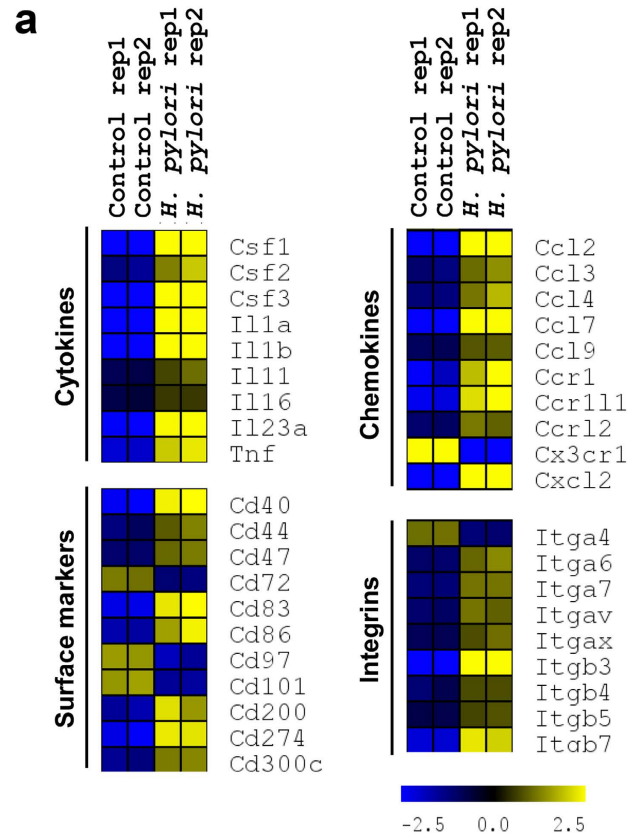 a
Control rep1
Control rep2
H. pylori rep1
H. pylori rep2
Cytokines
Csf1
Csf2
Csf3
Il1a
Il1b
Il11
Il16
Il23a
Tnf
Surface markers
Cd40
Cd44
Cd47
Cd72
Cd83
Cd86
Cd97
Cd101
Cd200
Cd274
Cd300c
Control rep1
Control rep2
H. pylori rep1
H. pylori rep2
Chemokines
Ccl2
Ccl3
Ccl4
Ccl7
Ccl9
Ccr1
Ccr1l1
Ccrl2
Cx3cr1
Cxcl2
Integrins
Itga4
Itga6
Itga7
Itgav
Itgax
Itgb3
Itgb4
Itgb5
Itgb7
-2.5 0.0 2.5